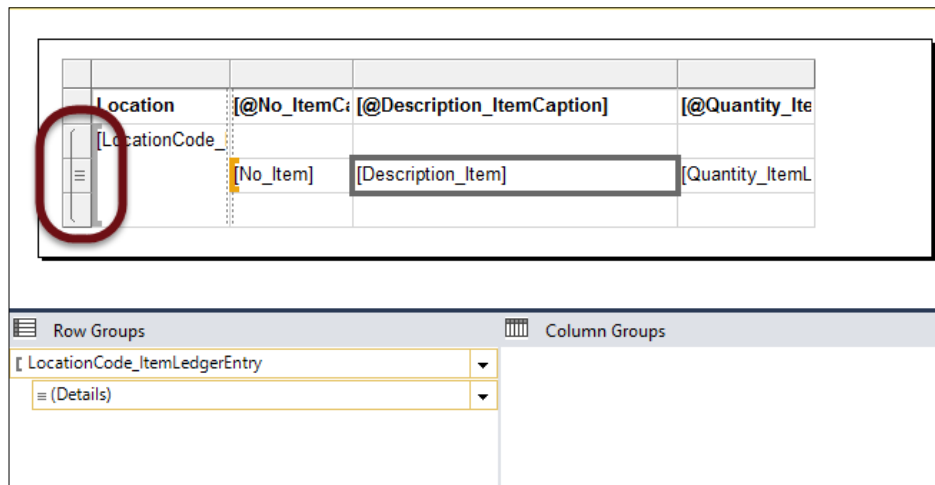 Location [@No_ItemCa [@Description_ItemCaption] [@Quantity_Ite
[LocationCode_
[No_Item] [Description_Item] [Quantity_ItemL
Row Groups Column Groups
[ LocationCode_ItemLedgerEntry
≡ (Details)